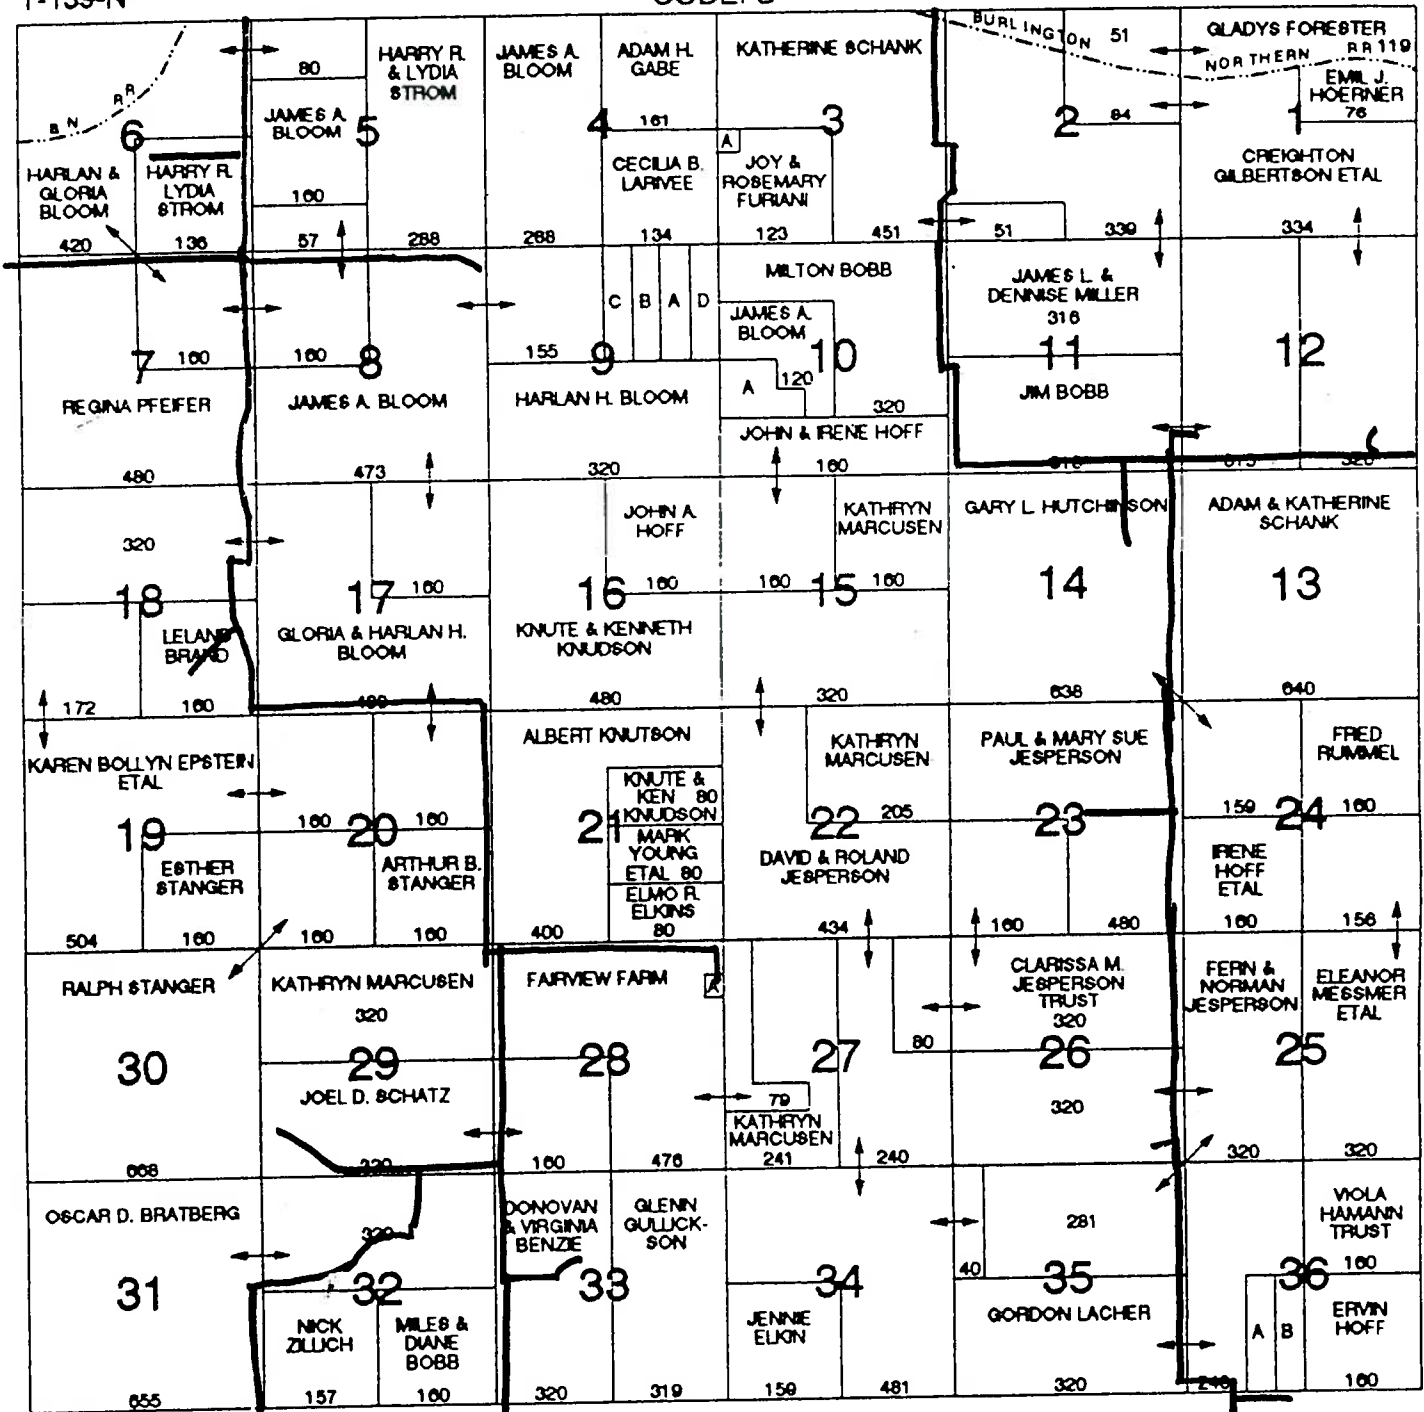 T-139-N
BURLINGTON
NORTHERN
RR 119
GLADYS FORESTER
51
EMIL J.
HOERNER
76
1
CREIGHTON
GILBERTSON ETAL
334
2
84
51
339
KATHERINE SCHANK
3
A
JOY &
ROSEMARY
FURIANI
123
451
JAMES A.
BLOOM
ADAM H.
GABE
4
161
CECILIA B.
LARIVEE
268
134
80
HARRY R.
& LYDIA
STROM
JAMES A.
BLOOM
5
160
57
288
BN RR
6
HARLAN &
GLORIA
BLOOM
HARRY R.
LYDIA
STROM
420
136
7
160
REGINA PFEIFER
480
160
8
JAMES A. BLOOM
473
C B A D
155
9
HARLAN H. BLOOM
320
MILTON BOBB
JAMES A.
BLOOM
10
A
120
320
JOHN & IRENE HOFF
160
JAMES L. &
DENNISE MILLER
316
11
JIM BOBB
316
12
315
320
GARY L. HUTCHINSON
14
638
ADAM & KATHERINE
SCHANK
13
640
KATHRYN
MARCUSEN
160
15
160
320
JOHN A.
HOFF
16
160
KNUTE & KENNETH
KNUDSON
480
17
160
GLORIA & HARLAN H.
BLOOM
320
18
LELAND
BRAND
172
160
KAREN BOLLYN EPSTEIN
ETAL
19
ESTHER
STANGER
504
160
160
20
160
ARTHUR B.
STANGER
160
160
ALBERT KNUTSON
KNUTE &
KEN 80
KNUDSON
21
MARK
YOUNG
ETAL 80
ELMO R.
ELKINS
400
80
KATHRYN
MARCUSEN
22
205
DAVID & ROLAND
JESPERSON
434
PAUL & MARY SUE
JESPERSON
23
160
480
FRED
RUMMEL
159
24
160
IRENE
HOFF
ETAL
160
156
FERN &
NORMAN
JESPERSON
ELEANOR
MESSMER
ETAL
25
320
320
CLARISSA M.
JESPERSON
TRUST
320
26
320
27
80
79
KATHRYN
MARCUSEN
241
240
FAIRVIEW FARM
A
28
160
476
KATHRYN MARCUSEN
320
29
JOEL D. SCHATZ
320
RALPH STANGER
30
668
OSCAR D. BRATBERG
31
655
320
32
NICK
ZILLICH
MILES &
DIANE
BOBB
157
160
DONOVAN
& VIRGINIA
BENZIE
GLENN
GULLICK-
SON
33
320
319
34
JENNIE
ELKIN
159
481
281
40
35
GORDON LACHER
320
VIOLA
HAMANN
TRUST
36
160
A B
ERVIN
HOFF
160